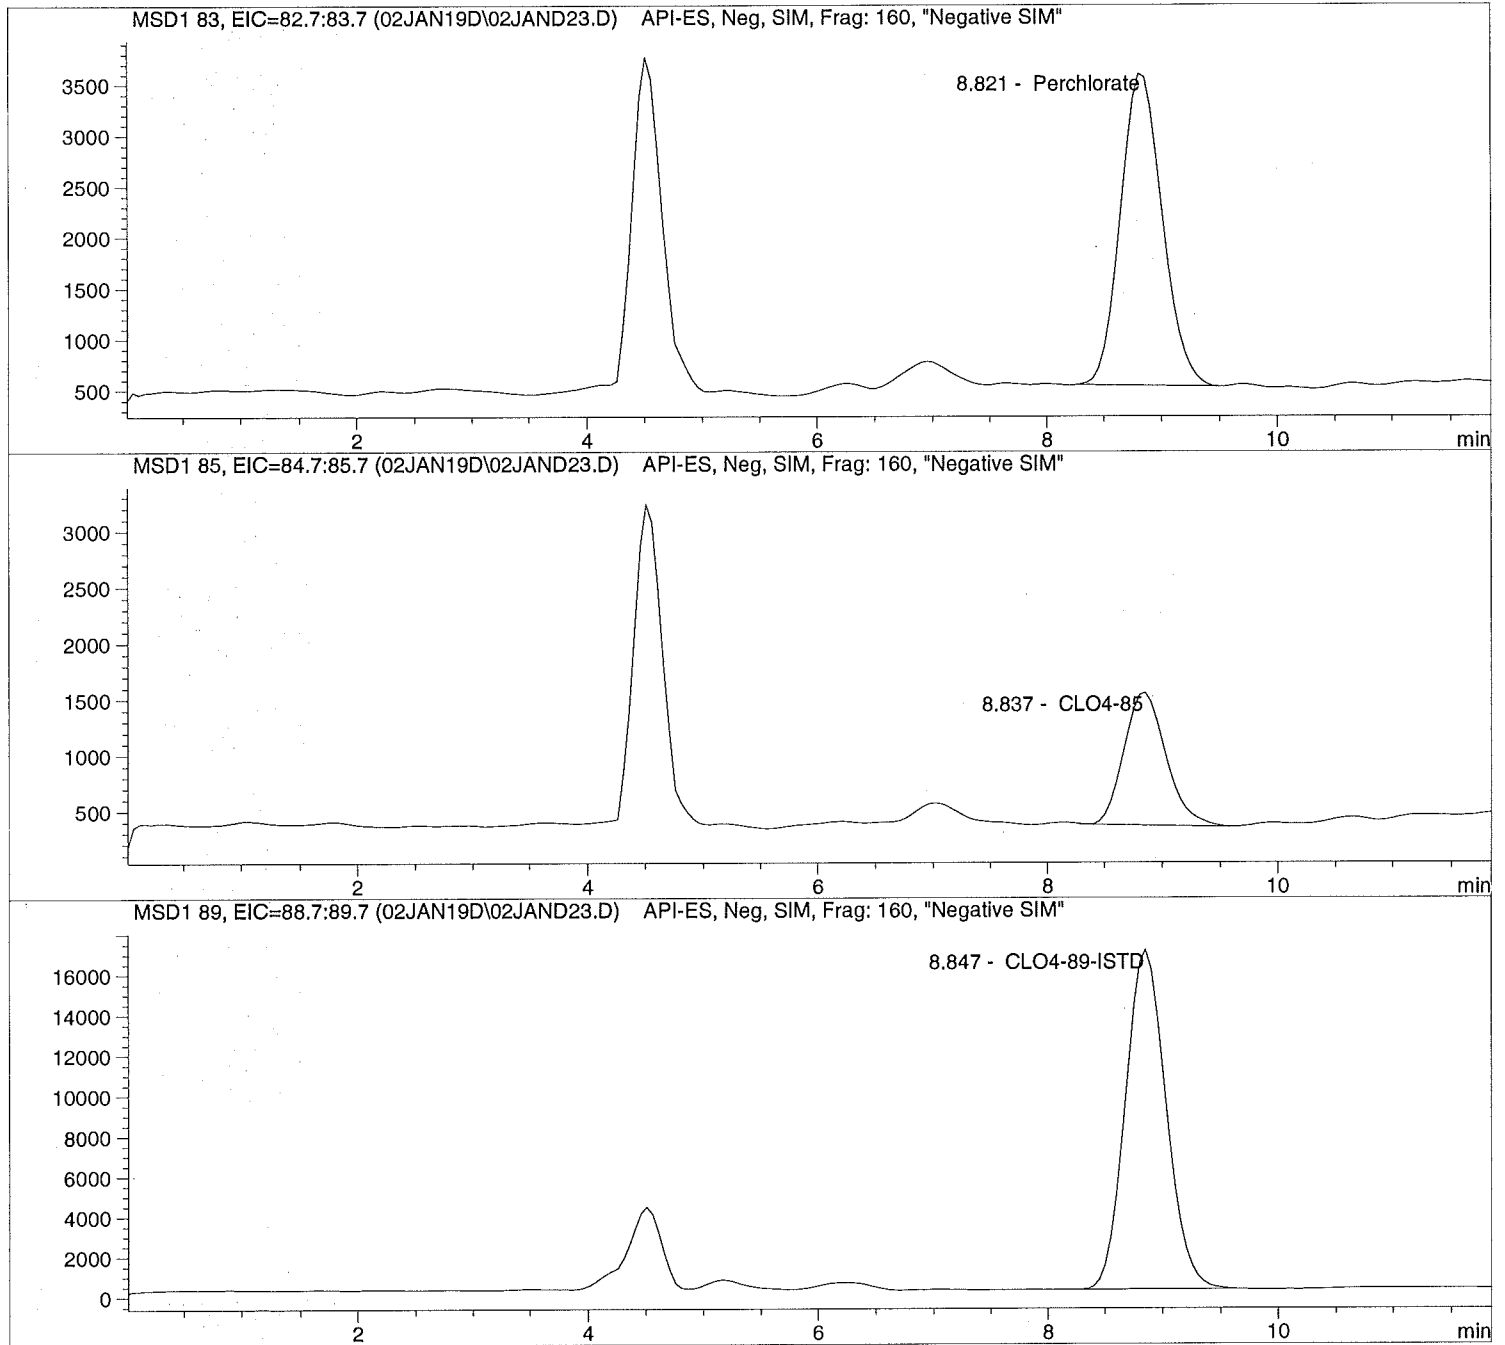 MSD1 83, EIC=82.7:83.7 (02JAN19D\02JAND23.D) API-ES, Neg, SIM, Frag: 160, "Negative SIM"
8.821 - Perchlorate
3500
3000
2500
2000
1500
1000
500
2 4 6 8 10 min
MSD1 85, EIC=84.7:85.7 (02JAN19D\02JAND23.D) API-ES, Neg, SIM, Frag: 160, "Negative SIM"
3000
2500
2000
1500
8.837 - CLO4-85
1000
500
2 4 6 8 10 min
MSD1 89, EIC=88.7:89.7 (02JAN19D\02JAND23.D) API-ES, Neg, SIM, Frag: 160, "Negative SIM"
8.847 - CLO4-89-ISTD
16000
14000
12000
10000
8000
6000
4000
2000
0
2 4 6 8 10 min